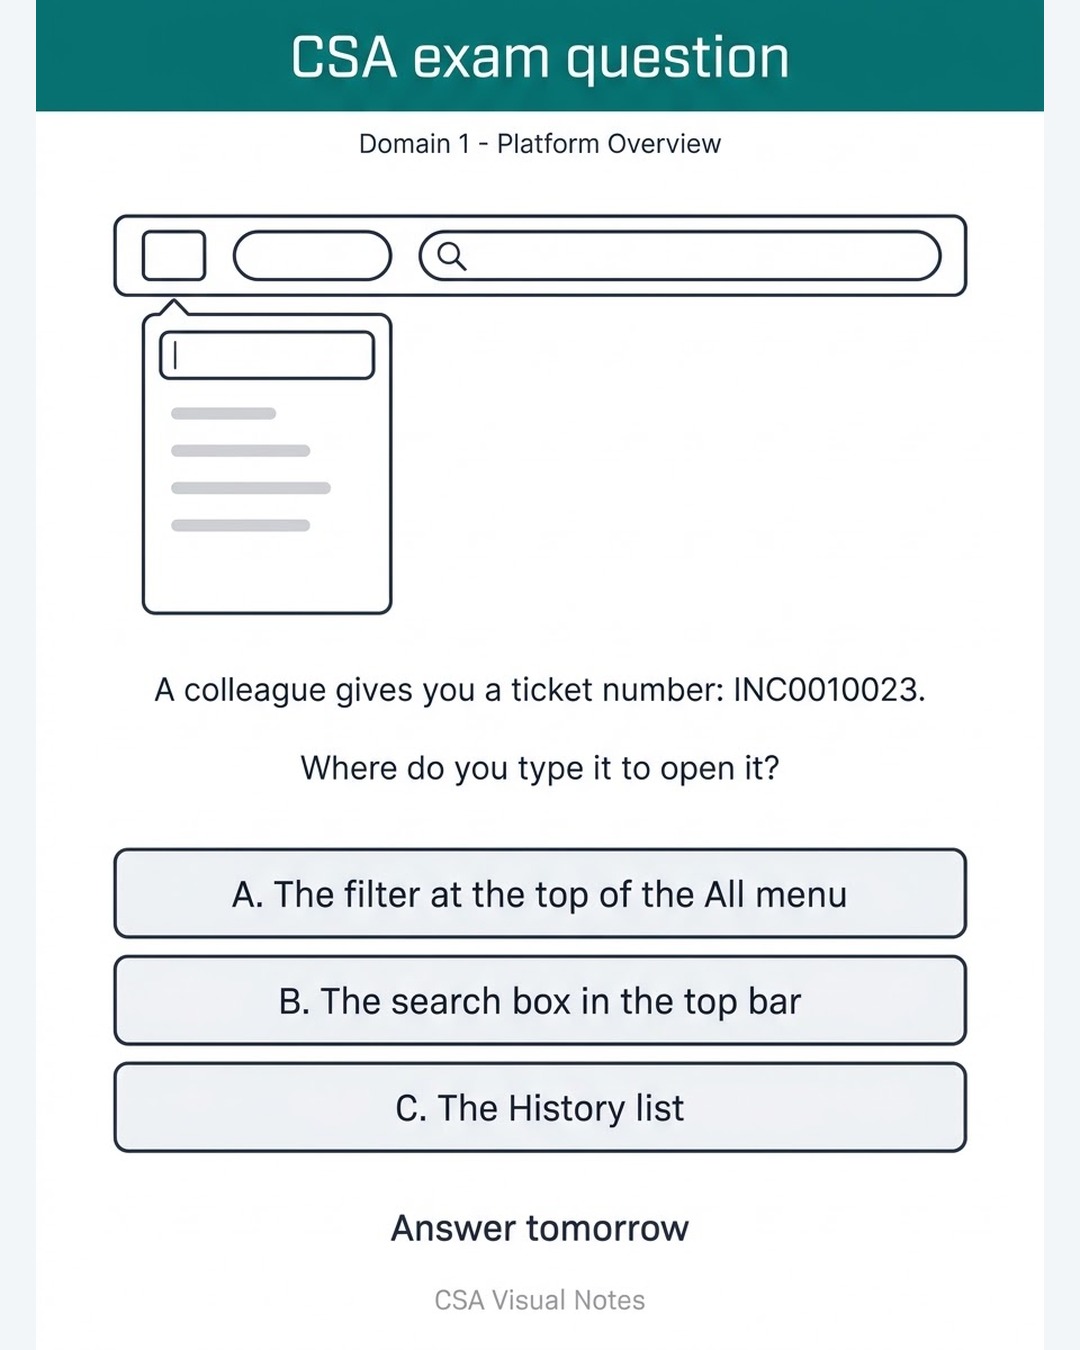 CSA exam question
Domain 1 - Platform Overview
A colleague gives you a ticket number: INC0010023.
Where do you type it to open it?
A. The filter at the top of the All menu
B. The search box in the top bar
C. The History list
Answer tomorrow
CSA Visual Notes